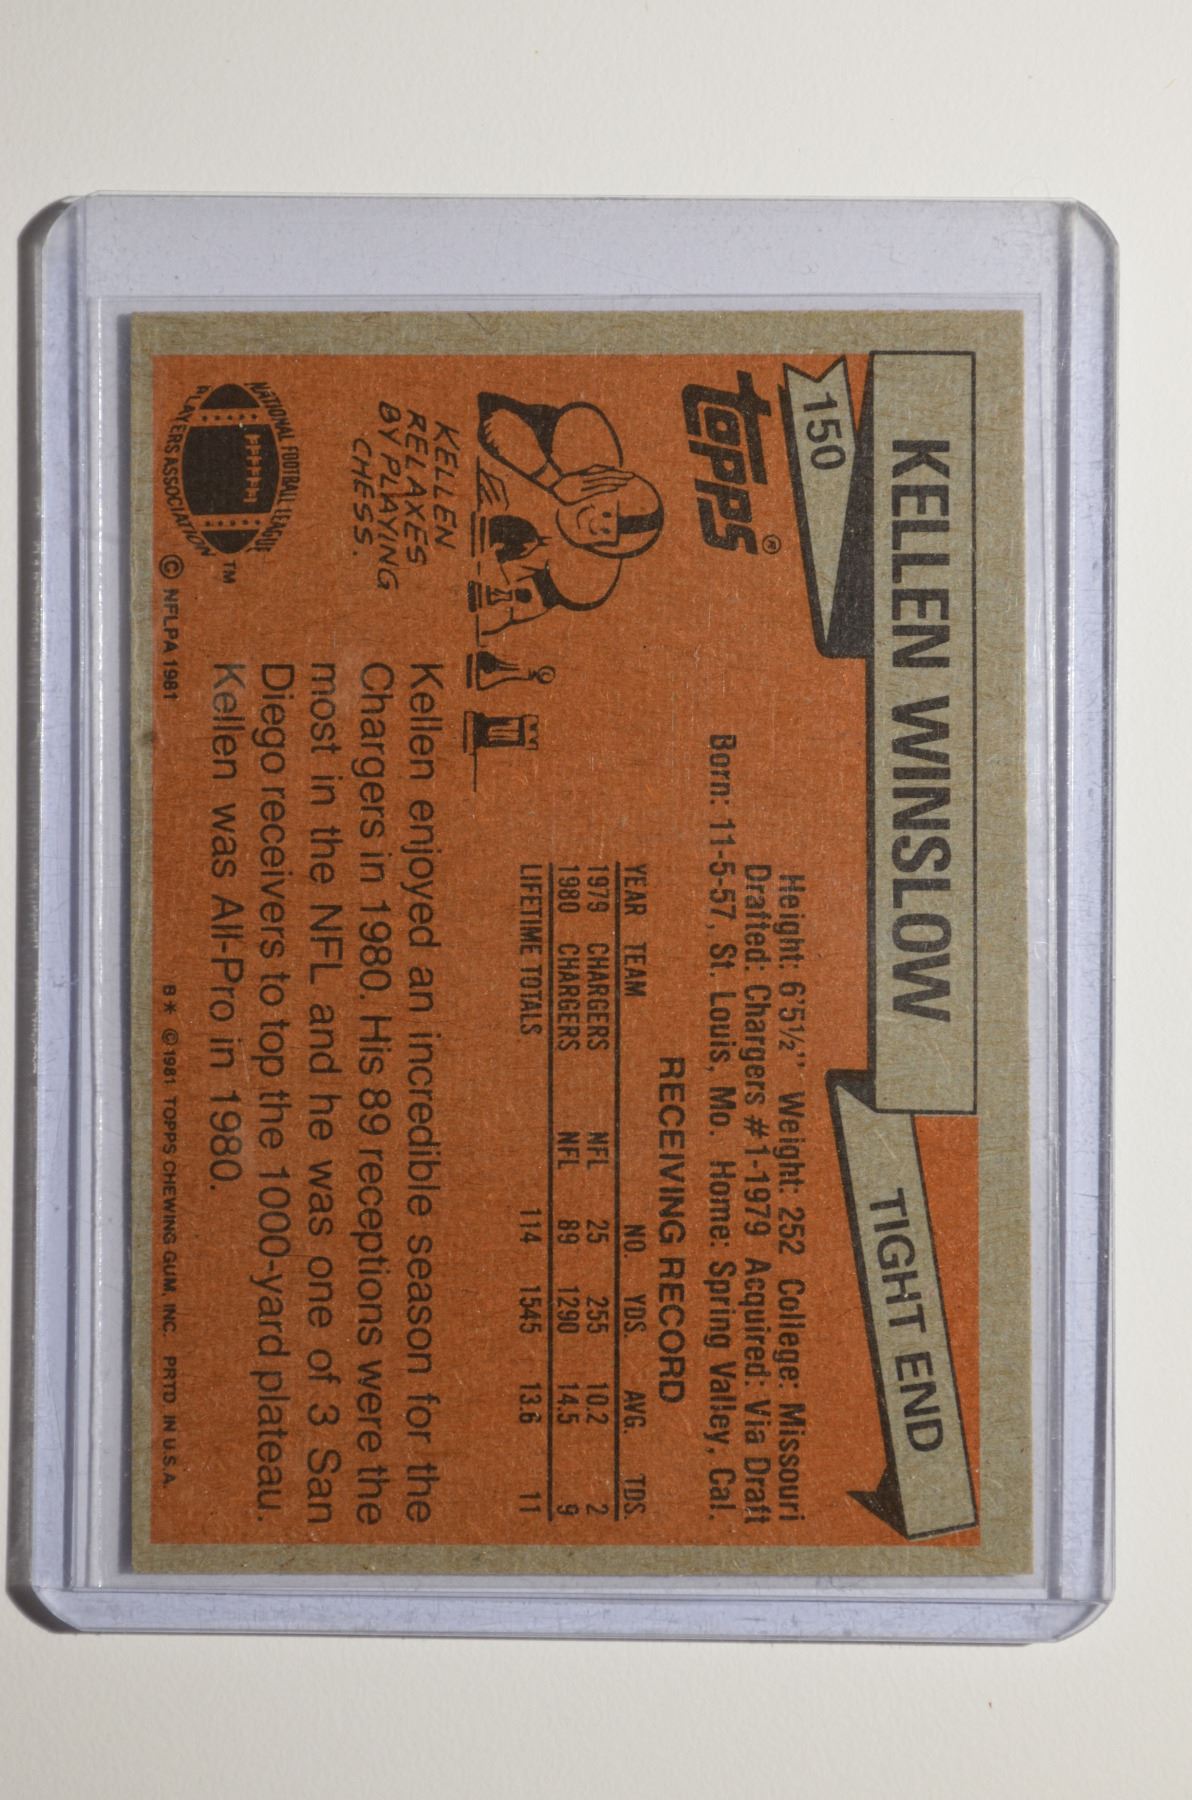 KELLEN WINSLOW
TIGHT END
150
topps®
Height: 6'5½" Weight: 252 College: Missouri
Drafted: Chargers #1-1979 Acquired: Via Draft
Born: 11-5-57, St. Louis, Mo. Home: Spring Valley, Cal.
RECEIVING RECORD
YEAR TEAM NO. YDS. AVG. TDS.
1979 CHARGERS NFL 25 255 10.2 2
1980 CHARGERS NFL 89 1290 14.5 9
LIFETIME TOTALS 114 1545 13.6 11
KELLEN
RELAXES
BY PLAYING
CHESS.
Kellen enjoyed an incredible season for the
Chargers in 1980. His 89 receptions were the
most in the NFL and he was one of 3 San
Diego receivers to top the 1000-yard plateau.
Kellen was All-Pro in 1980.
NATIONAL FOOTBALL LEAGUE
PLAYERS ASSOCIATION
TM
© NFLPA 1981
B* © 1981 TOPPS CHEWING GUM, INC. PRTD IN U.S.A.